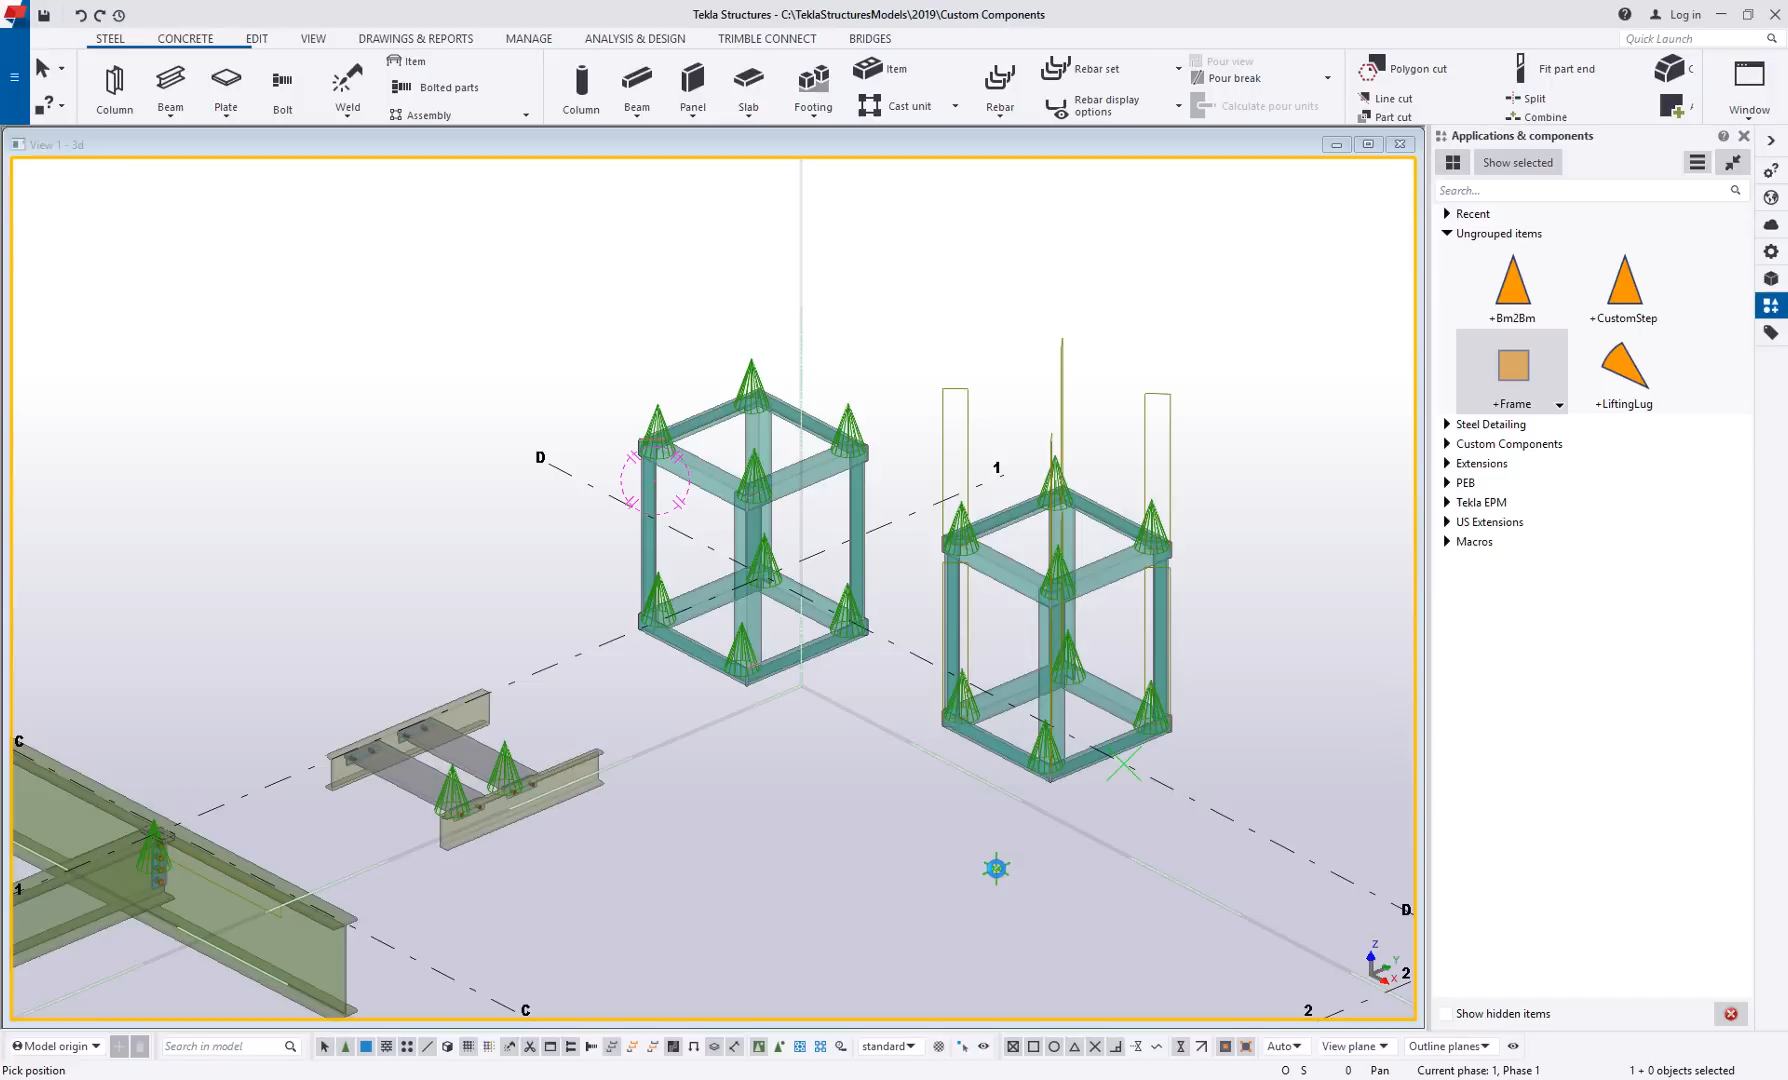 Tekla Structures - C:\TeklaStructuresModels\2019\Custom Components
Log in
STEEL CONCRETE EDIT VIEW DRAWINGS & REPORTS MANAGE ANALYSIS & DESIGN TRIMBLE CONNECT BRIDGES
Quick Launch
Column Beam Plate Bolt Weld
Item
Bolted parts
Assembly
Column Beam Panel Slab Footing
Item
Cast unit
Rebar
Rebar set
Rebar display
options
Pour view
Pour break
Calculate pour units
Polygon cut
Line cut
Part cut
Fit part end
Split
Combine
C
Window
View 1 - 3d
Applications & components
Show selected
Search...
Recent
Ungrouped items
+Bm2Bm +CustomStep
+Frame +LiftingLug
Steel Detailing
Custom Components
Extensions
PEB
Tekla EPM
US Extensions
Macros
D
1
C
1
D
Z
Y
X
2
C
2
Show hidden items
Model origin
Search in model
standard
Auto
View plane
Outline planes
Pick position
O S 0 Pan Current phase: 1, Phase 1 1 + 0 objects selected